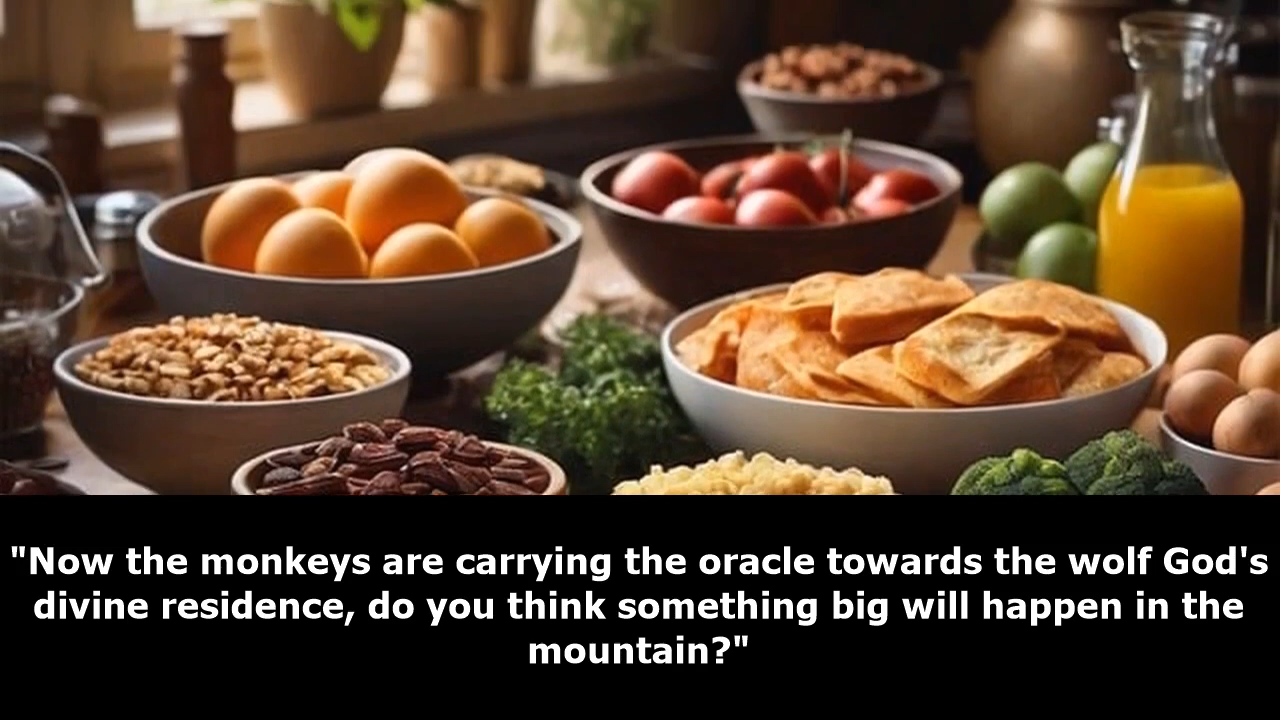 "Now the monkeys are carrying the oracle towards the wolf God's
divine residence, do you think something big will happen in the
mountain?"